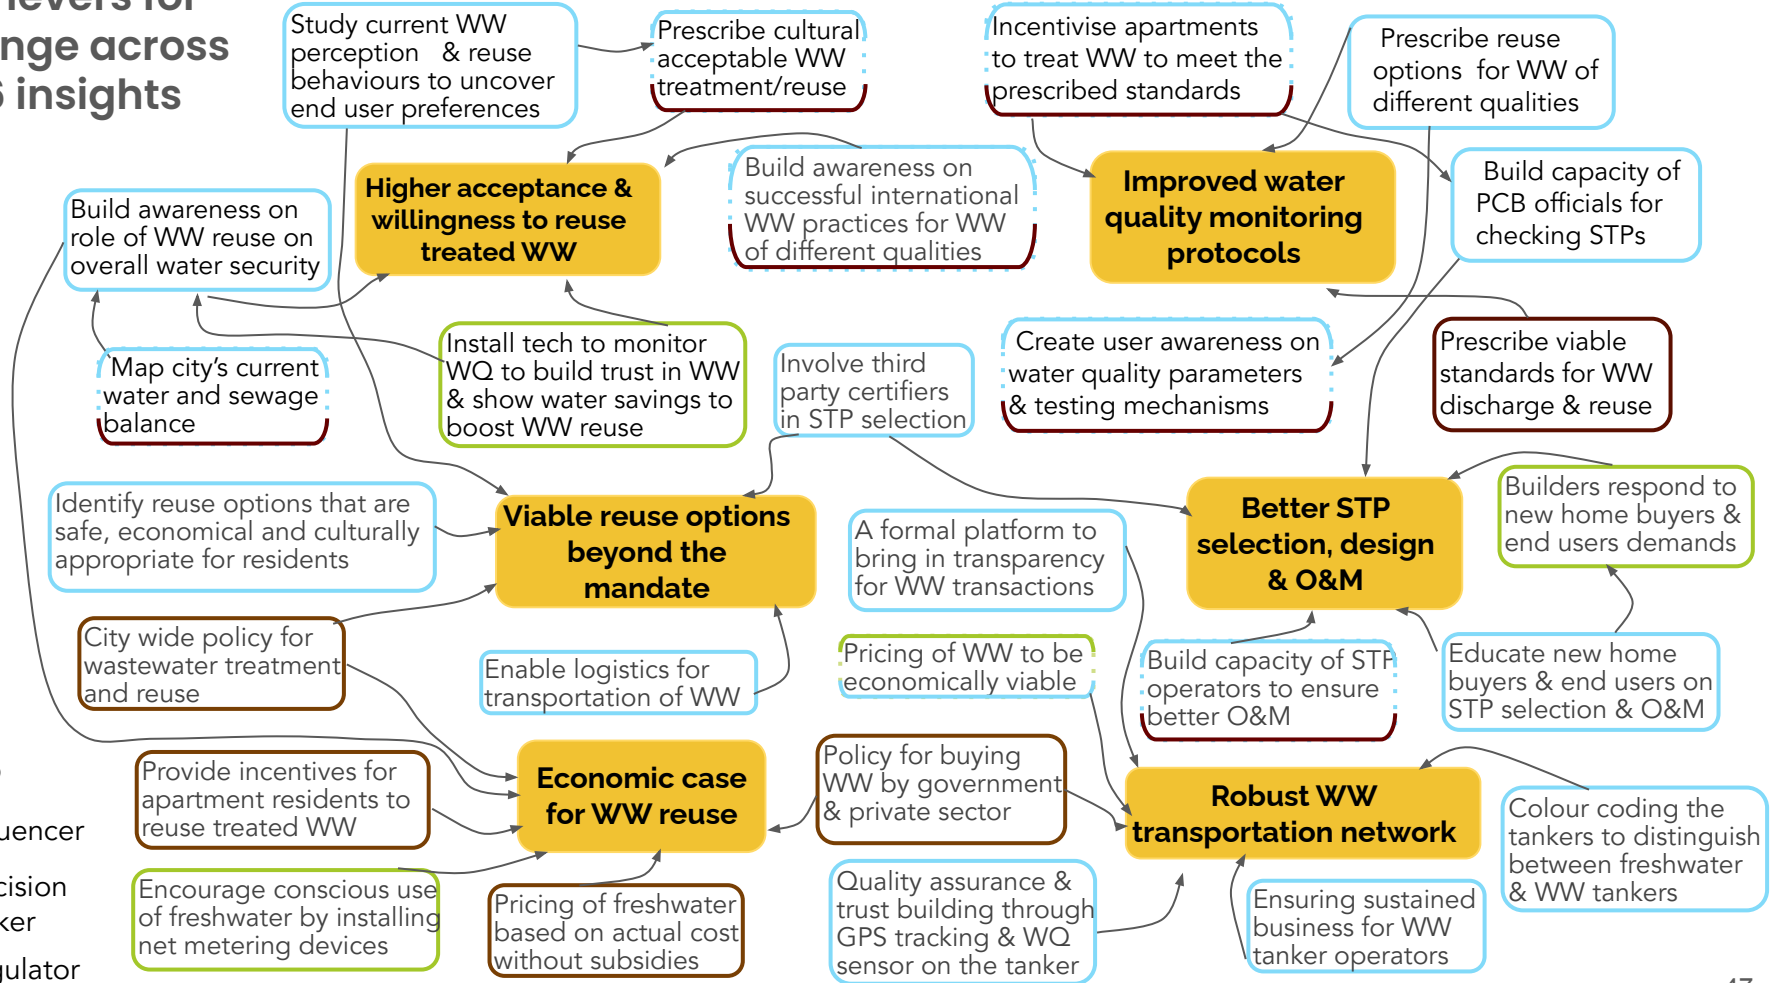 levers for
nge across
6 insights
Study current WW
perception & reuse
behaviours to uncover
end user preferences
Prescribe cultural
acceptable WW
treatment/reuse
Incentivise apartments
to treat WW to meet the
prescribed standards
Prescribe reuse
options for WW of
different qualities
Higher acceptance &
willingness to reuse
treated WW
Build awareness on
successful international
WW practices for WW
of different qualities
Improved water
quality monitoring
protocols
Build capacity of
PCB officials for
checking STPs
Build awareness on
role of WW reuse on
overall water security
Map city's current
water and sewage
balance
Install tech to monitor
WQ to build trust in WW
& show water savings to
boost WW reuse
Involve third
party certifiers
in STP selection
Create user awareness on
water quality parameters
& testing mechanisms
Prescribe viable
standards for WW
discharge & reuse
Identify reuse options that are
safe, economical and culturally
appropriate for residents
Viable reuse options
beyond the
mandate
A formal platform to
bring in transparency
for WW transactions
Better STP
selection, design
& O&M
Builders respond to
new home buyers &
end users demands
City wide policy for
wastewater treatment
and reuse
Enable logistics for
transportation of WW
Pricing of WW to be
economically viable
Build capacity of STP
operators to ensure
better O&M
Educate new home
buyers & end users on
STP selection & O&M
Provide incentives for
apartment residents to
reuse treated WW
Economic case
for WW reuse
Policy for buying
WW by government
& private sector
Robust WW
transportation network
Colour coding the
tankers to distinguish
between freshwater
& WW tankers
Encourage conscious use
of freshwater by installing
net metering devices
Pricing of freshwater
based on actual cost
without subsidies
Quality assurance &
trust building through
GPS tracking & WQ
sensor on the tanker
Ensuring sustained
business for WW
tanker operators
uencer
cision
ker
gulator